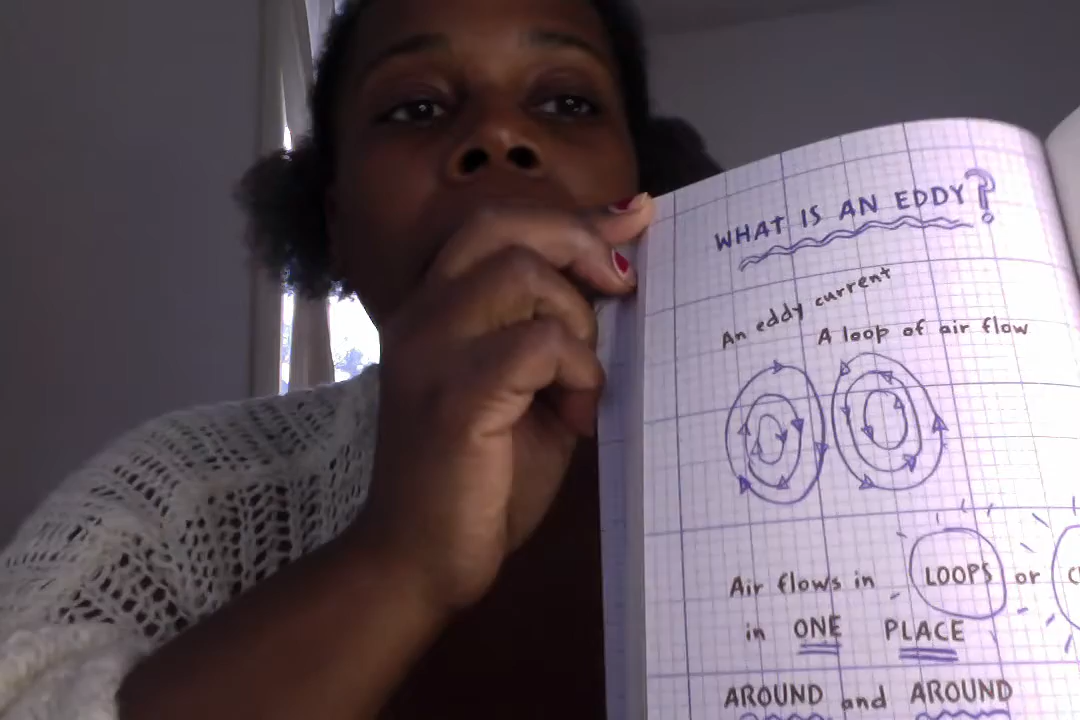 WHAT IS AN EDDY?
An eddy current
A loop of air flow
Air flows in LOOPS or
in ONE PLACE
AROUND and AROUND